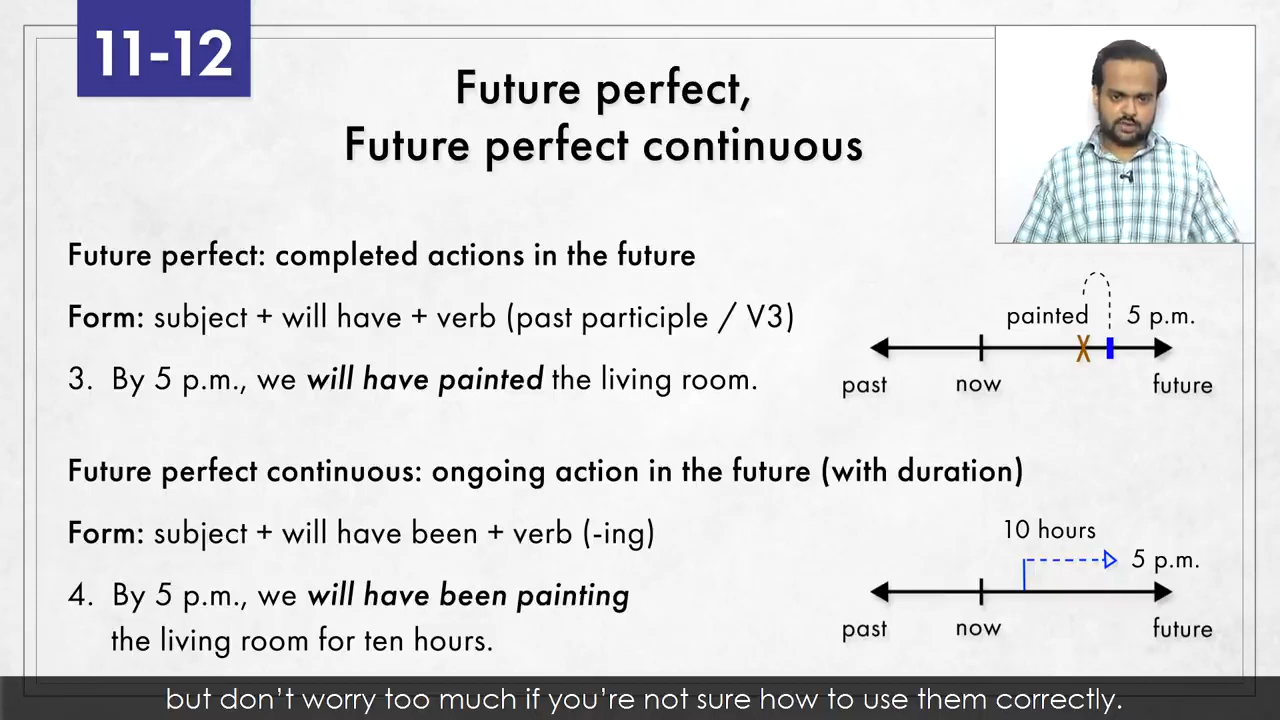 11-12
Future perfect,
Future perfect continuous
Future perfect: completed actions in the future
Form: subject + will have + verb (past participle / V3)
3. By 5 p.m., we will have painted the living room.
painted 5 p.m.
past now future
Future perfect continuous: ongoing action in the future (with duration)
Form: subject + will have been + verb (-ing)
4. By 5 p.m., we will have been painting
the living room for ten hours.
10 hours
5 p.m.
past now future
but don't worry too much if you're not sure how to use them correctly.